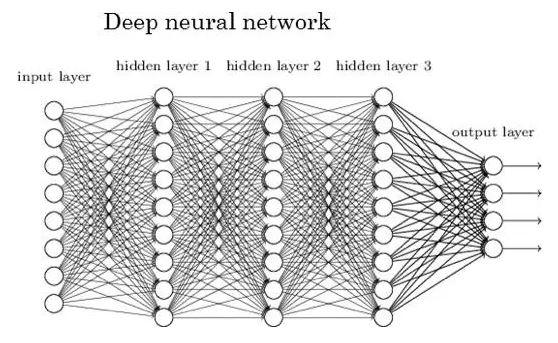 Deep neural network
input layer
hidden layer 1
hidden layer 2
hidden layer 3
output layer